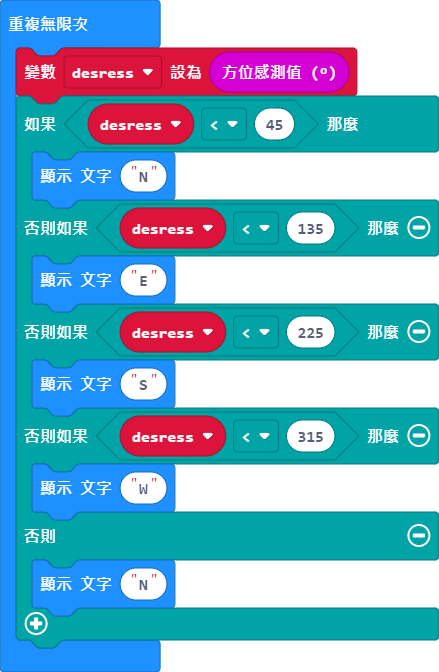 重複無限次
變數 desress 設為 方位感測值 (°)
如果 desress < 45 那麼
顯示 文字 "N"
否則如果 desress < 135 那麼
顯示 文字 "E"
否則如果 desress < 225 那麼
顯示 文字 "S"
否則如果 desress < 315 那麼
顯示 文字 "W"
否則
顯示 文字 "N"